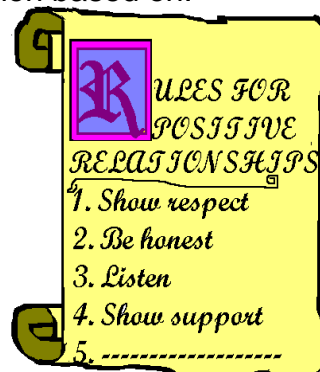 RULES FOR
POSITIVE
RELATIONSHIPS
1. Show respect
2. Be honest
3. Listen
4. Show support
5. ------------------